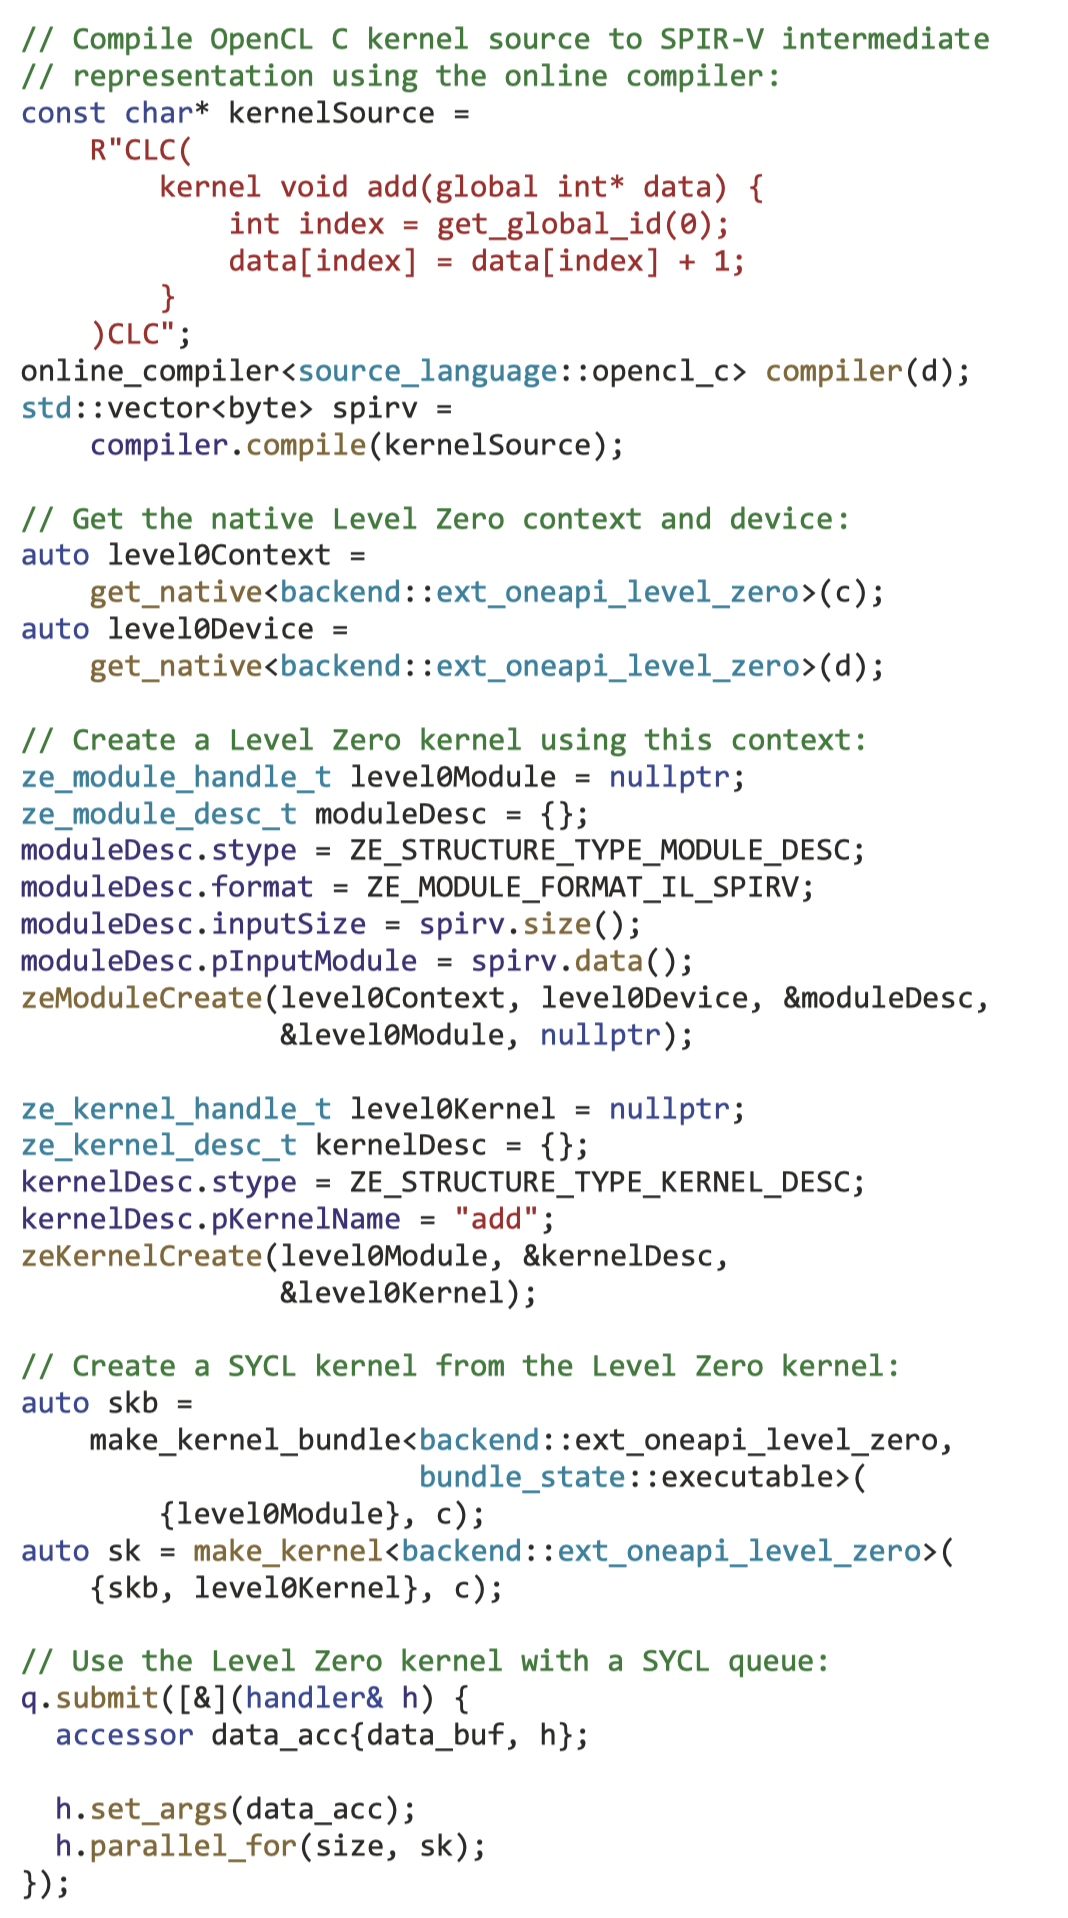 // Compile OpenCL C kernel source to SPIR-V intermediate
// representation using the online compiler:
const char* kernelSource =
    R"CLC(
        kernel void add(global int* data) {
            int index = get_global_id(0);
            data[index] = data[index] + 1;
        }
    )CLC";
online_compiler<source_language::opencl_c> compiler(d);
std::vector<byte> spirv =
    compiler.compile(kernelSource);

// Get the native Level Zero context and device:
auto level0Context =
    get_native<backend::ext_oneapi_level_zero>(c);
auto level0Device =
    get_native<backend::ext_oneapi_level_zero>(d);

// Create a Level Zero kernel using this context:
ze_module_handle_t level0Module = nullptr;
ze_module_desc_t moduleDesc = {};
moduleDesc.stype = ZE_STRUCTURE_TYPE_MODULE_DESC;
moduleDesc.format = ZE_MODULE_FORMAT_IL_SPIRV;
moduleDesc.inputSize = spirv.size();
moduleDesc.pInputModule = spirv.data();
zeModuleCreate(level0Context, level0Device, &moduleDesc,
               &level0Module, nullptr);

ze_kernel_handle_t level0Kernel = nullptr;
ze_kernel_desc_t kernelDesc = {};
kernelDesc.stype = ZE_STRUCTURE_TYPE_KERNEL_DESC;
kernelDesc.pKernelName = "add";
zeKernelCreate(level0Module, &kernelDesc,
               &level0Kernel);

// Create a SYCL kernel from the Level Zero kernel:
auto skb =
    make_kernel_bundle<backend::ext_oneapi_level_zero,
                       bundle_state::executable>(
        {level0Module}, c);
auto sk = make_kernel<backend::ext_oneapi_level_zero>(
    {skb, level0Kernel}, c);

// Use the Level Zero kernel with a SYCL queue:
q.submit([&](handler& h) {
  accessor data_acc{data_buf, h};

  h.set_args(data_acc);
  h.parallel_for(size, sk);
});